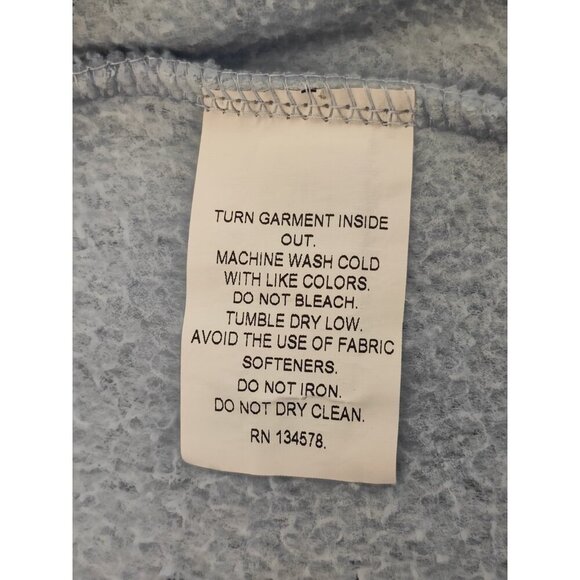 TURN GARMENT INSIDE
OUT.
MACHINE WASH COLD
WITH LIKE COLORS.
DO NOT BLEACH.
TUMBLE DRY LOW.
AVOID THE USE OF FABRIC
SOFTENERS.
DO NOT IRON.
DO NOT DRY CLEAN.
RN 134578.